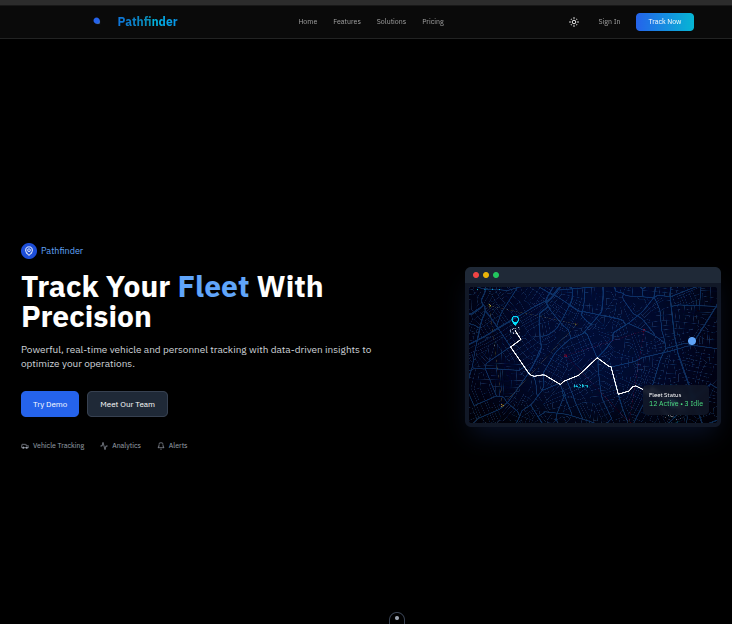 Pathfinder
Home Features Solutions Pricing
Sign In
Track Now
Pathfinder
Track Your Fleet With
Precision
Powerful, real-time vehicle and personnel tracking with data-driven insights to
optimize your operations.
Try Demo
Meet Our Team
Vehicle Tracking
Analytics
Alerts
Fleet Status
12 Active • 3 Idle